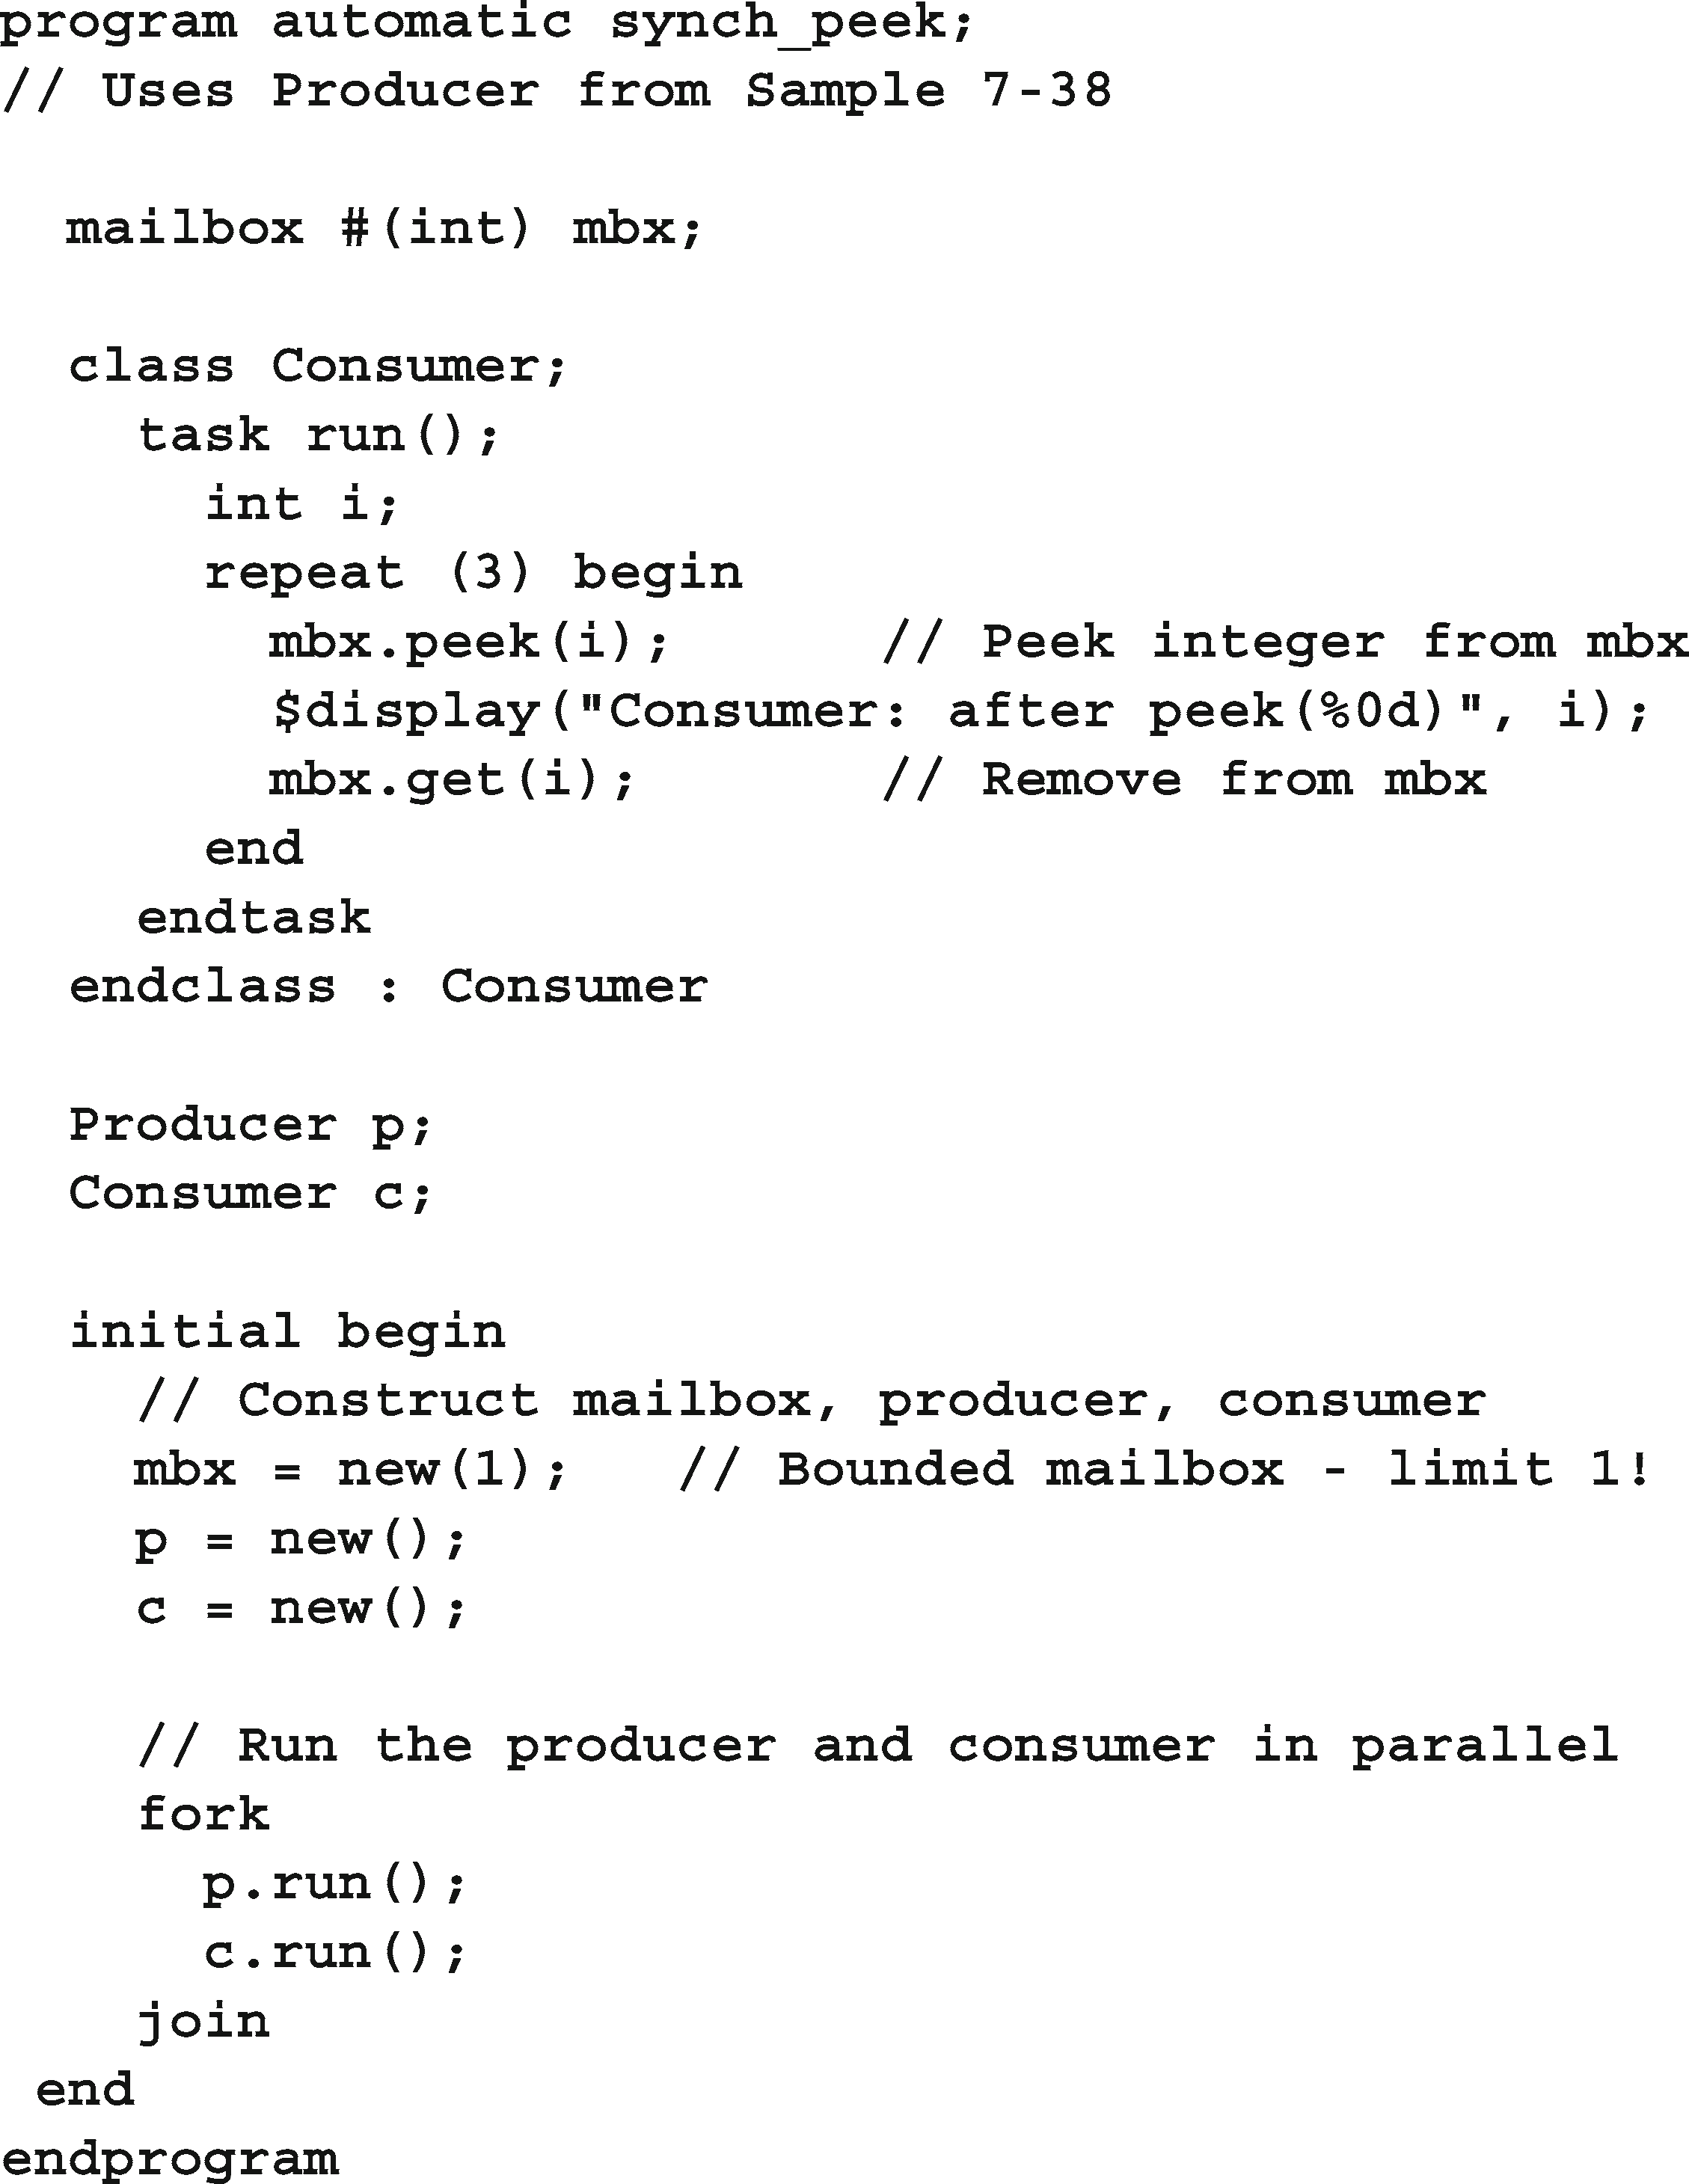 program automatic synch_peek;
// Uses Producer from Sample 7-38
mailbox #(int) mbx;
class Consumer;
task run();
int i;
repeat (3) begin
mbx.peek(i); // Peek integer from mbx
$display("Consumer: after peek(%0d)", i);
mbx.get(i); // Remove from mbx
end
endtask
endclass : Consumer
Producer p;
Consumer c;
initial begin
// Construct mailbox, producer, consumer
mbx = new(1); // Bounded mailbox - limit 1!
p = new();
c = new();
// Run the producer and consumer in parallel
fork
p.run();
c.run();
join
end
endprogram